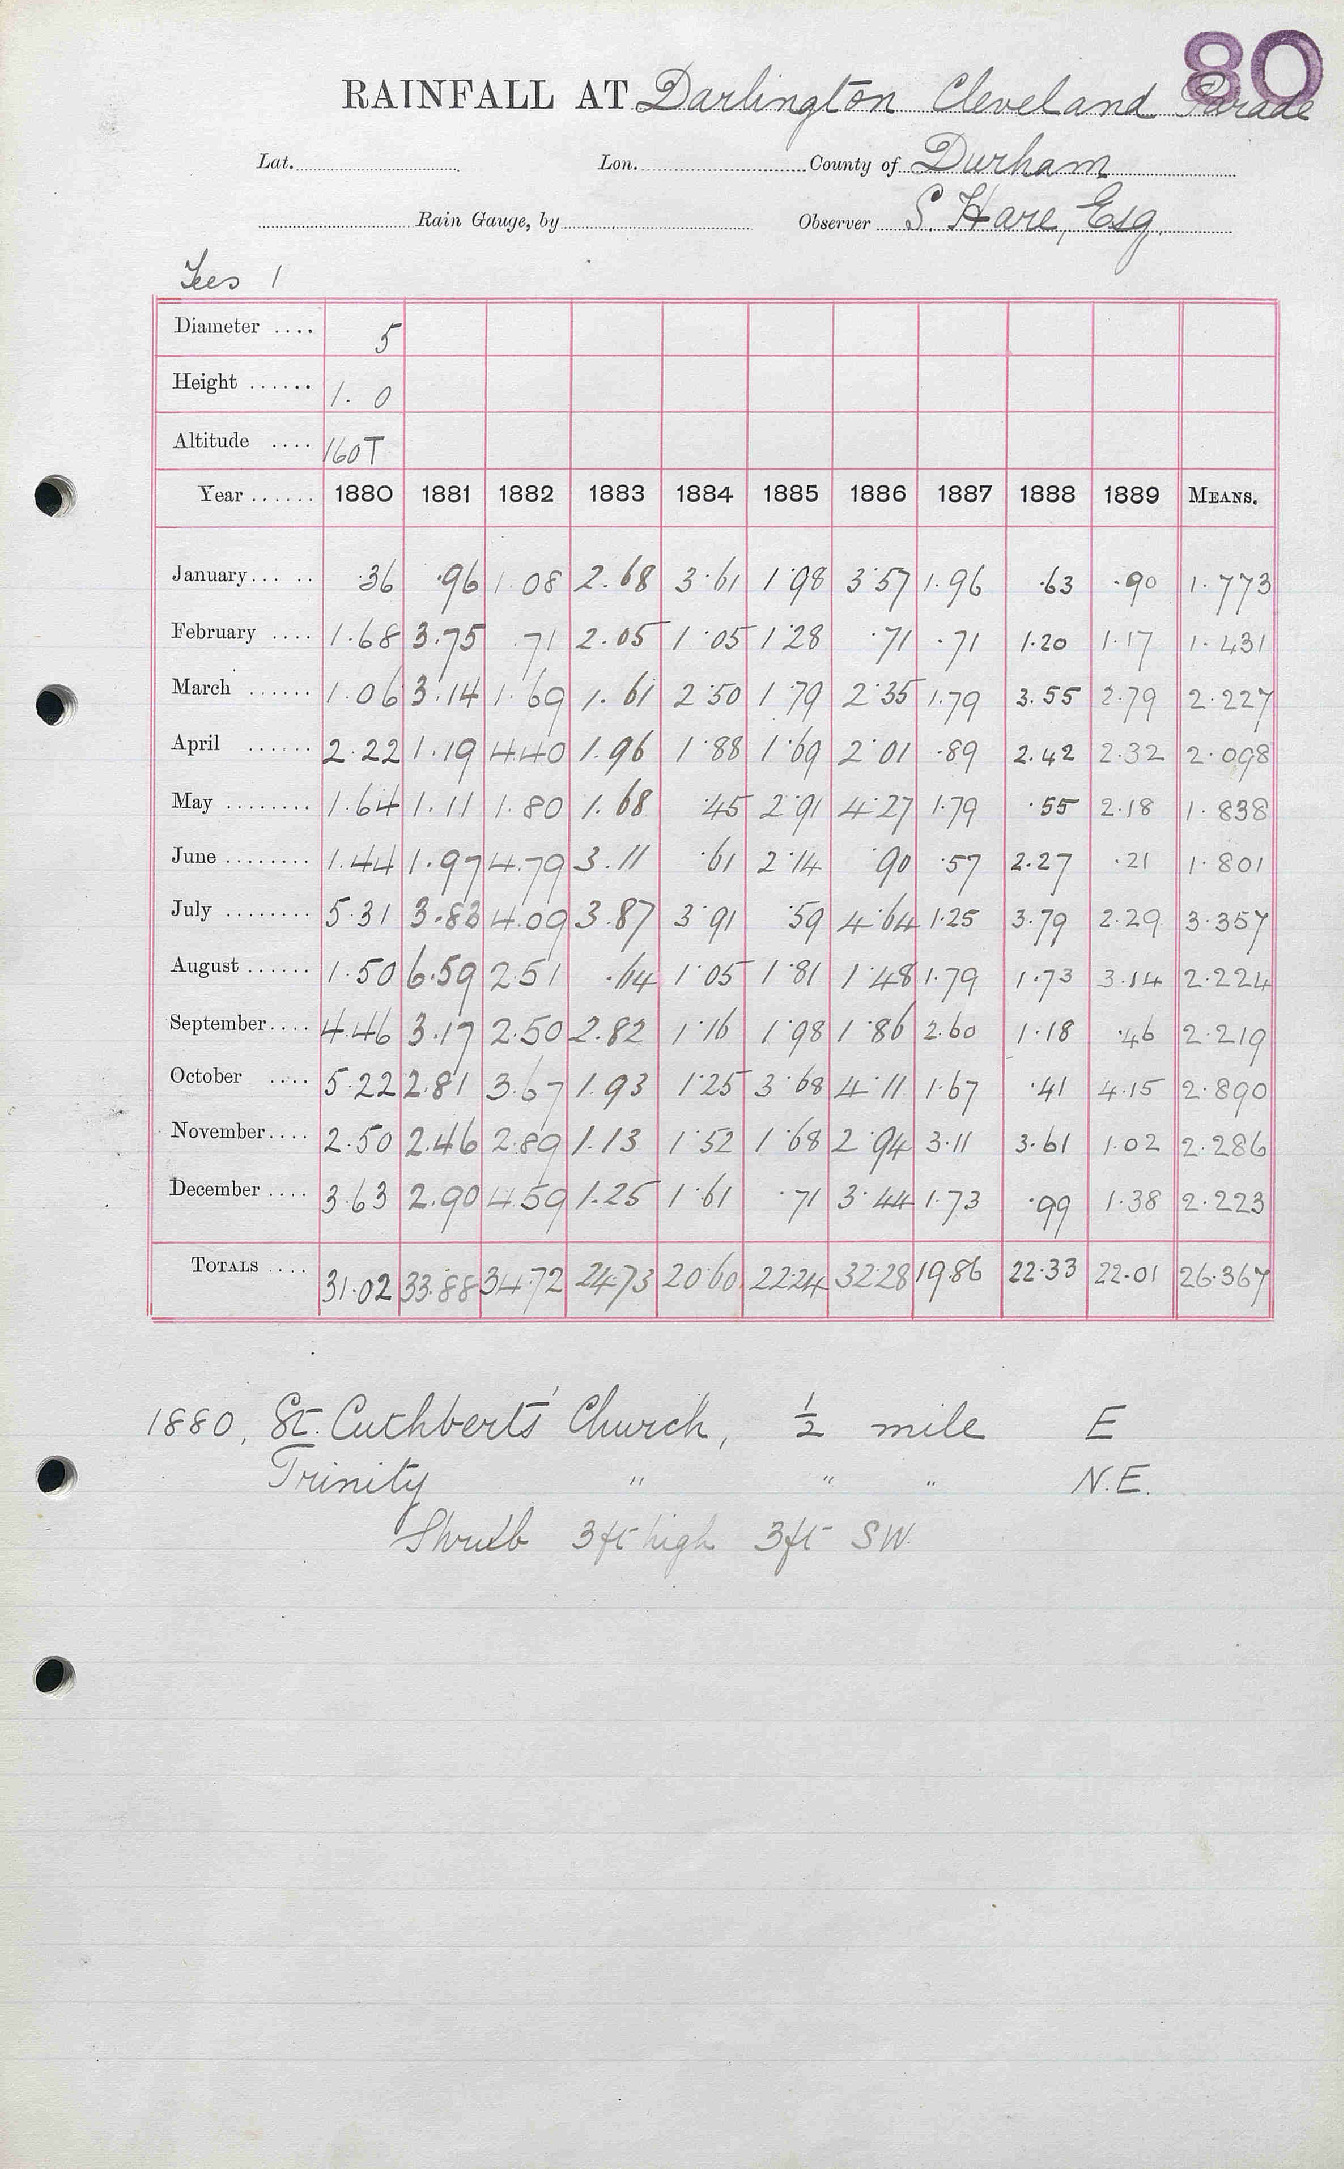 80
RAINFALL AT Darlington Cleveland Parade
Lat. Lon. County of Durham
Rain Gauge, by Observer S. Hare, Esq.
Tees 1
Diameter .... 5
Height ...... 1. 0
Altitude .... 160T
Year ...... 1880 1881 1882 1883 1884 1885 1886 1887 1888 1889 MEANS.
January... .. .36 .96 1.08 2.68 3.61 1.98 3.57 1.96 .63 .90 1.773
February .... 1.68 3.75 .71 2.05 1.05 1.28 .71 .71 1.20 1.17 1.431
March ...... 1.06 3.14 1.69 1.61 2.50 1.79 2.35 1.79 3.55 2.79 2.227
April ...... 2.22 1.19 4.40 1.96 1.88 1.69 2.01 .89 2.42 2.32 2.098
May ........ 1.64 1.11 1.80 1.68 .45 2.91 4.27 1.79 .55 2.18 1.838
June ........ 1.44 1.97 4.79 3.11 .61 2.14 .90 .57 2.27 .21 1.801
July ........ 5.31 3.83 4.09 3.87 3.91 .59 4.64 1.25 3.79 2.29 3.357
August ...... 1.50 6.59 2.51 .64 1.05 1.81 1.48 1.79 1.73 3.14 2.224
September.... 4.46 3.17 2.50 2.82 1.16 1.98 1.86 2.60 1.18 .46 2.219
October .... 5.22 2.81 3.67 1.93 1.25 3.68 4.11 1.67 .41 4.15 2.890
November.... 2.50 2.46 2.89 1.13 1.52 1.68 2.94 3.11 3.61 1.02 2.286
December .... 3.63 2.90 4.59 1.25 1.61 .71 3.44 1.73 .99 1.38 2.223
TOTALS .... 31.02 33.88 34.72 24.73 20.60 22.24 32.28 19.86 22.33 22.01 26.367
1880, St. Cuthbert's Church, ½ mile E
Trinity " " " N.E.
Shrub 3ft high 3ft SW